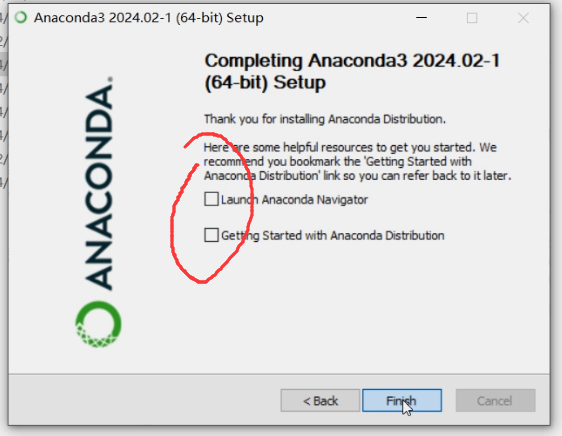 Anaconda3 2024.02-1 (64-bit) Setup
Completing Anaconda3 2024.02-1
(64-bit) Setup
Thank you for installing Anaconda Distribution.
Here are some helpful resources to get you started. We
recommend you bookmark the 'Getting Started with
Anaconda Distribution' link so you can refer back to it later.
Launch Anaconda Navigator
Getting Started with Anaconda Distribution
ANACONDA.
< Back
Finish
Cancel